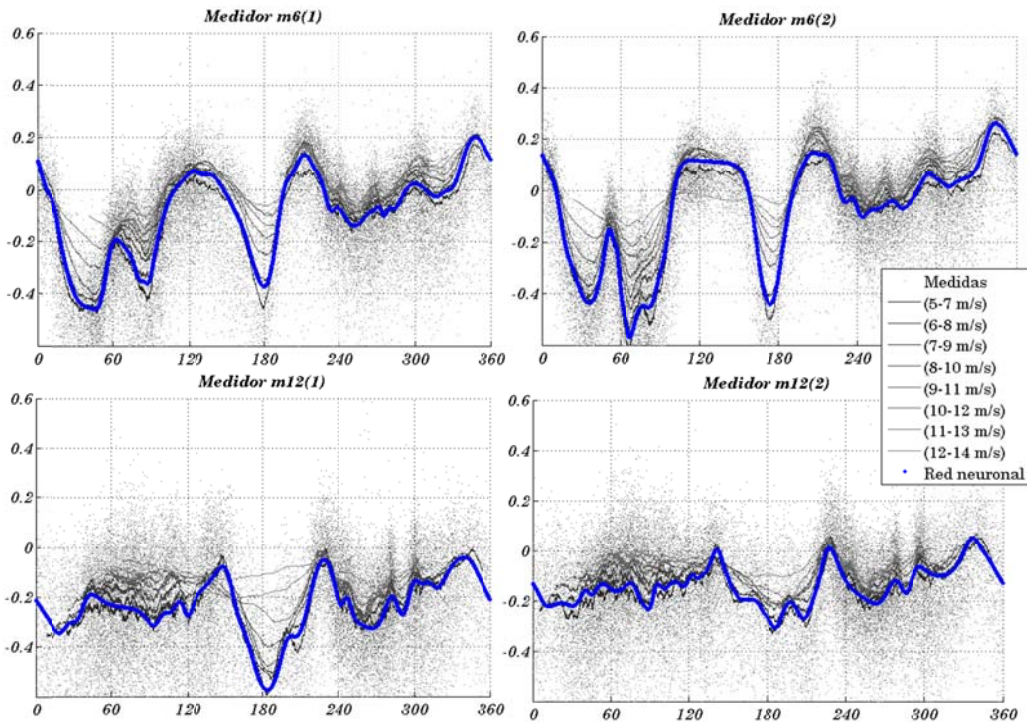 Medidor m6(1)
0.6
0.4
0.2
0
-0.2
-0.4
0 60 120 180 240 300 360
Medidor m6(2)
0.6
0.4
0.2
0
-0.2
-0.4
0 60 120 180 240
Medidas
(5-7 m/s)
(6-8 m/s)
(7-9 m/s)
(8-10 m/s)
(9-11 m/s)
(10-12 m/s)
(11-13 m/s)
(12-14 m/s)
Red neuronal
Medidor m12(1)
0.6
0.4
0.2
0
-0.2
-0.4
0 60 120 180 240 300 360
Medidor m12(2)
0.6
0.4
0.2
0
-0.2
-0.4
0 60 120 180 240 300 360